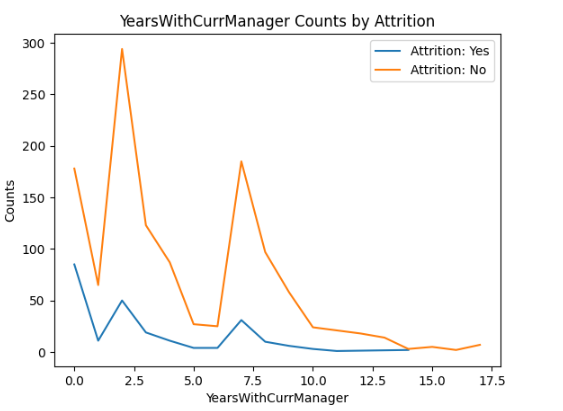 YearsWithCurrManager Counts by Attrition
300
250
200
150
100
50
0
Counts
Attrition: Yes
Attrition: No
0.0 2.5 5.0 7.5 10.0 12.5 15.0 17.5
YearsWithCurrManager